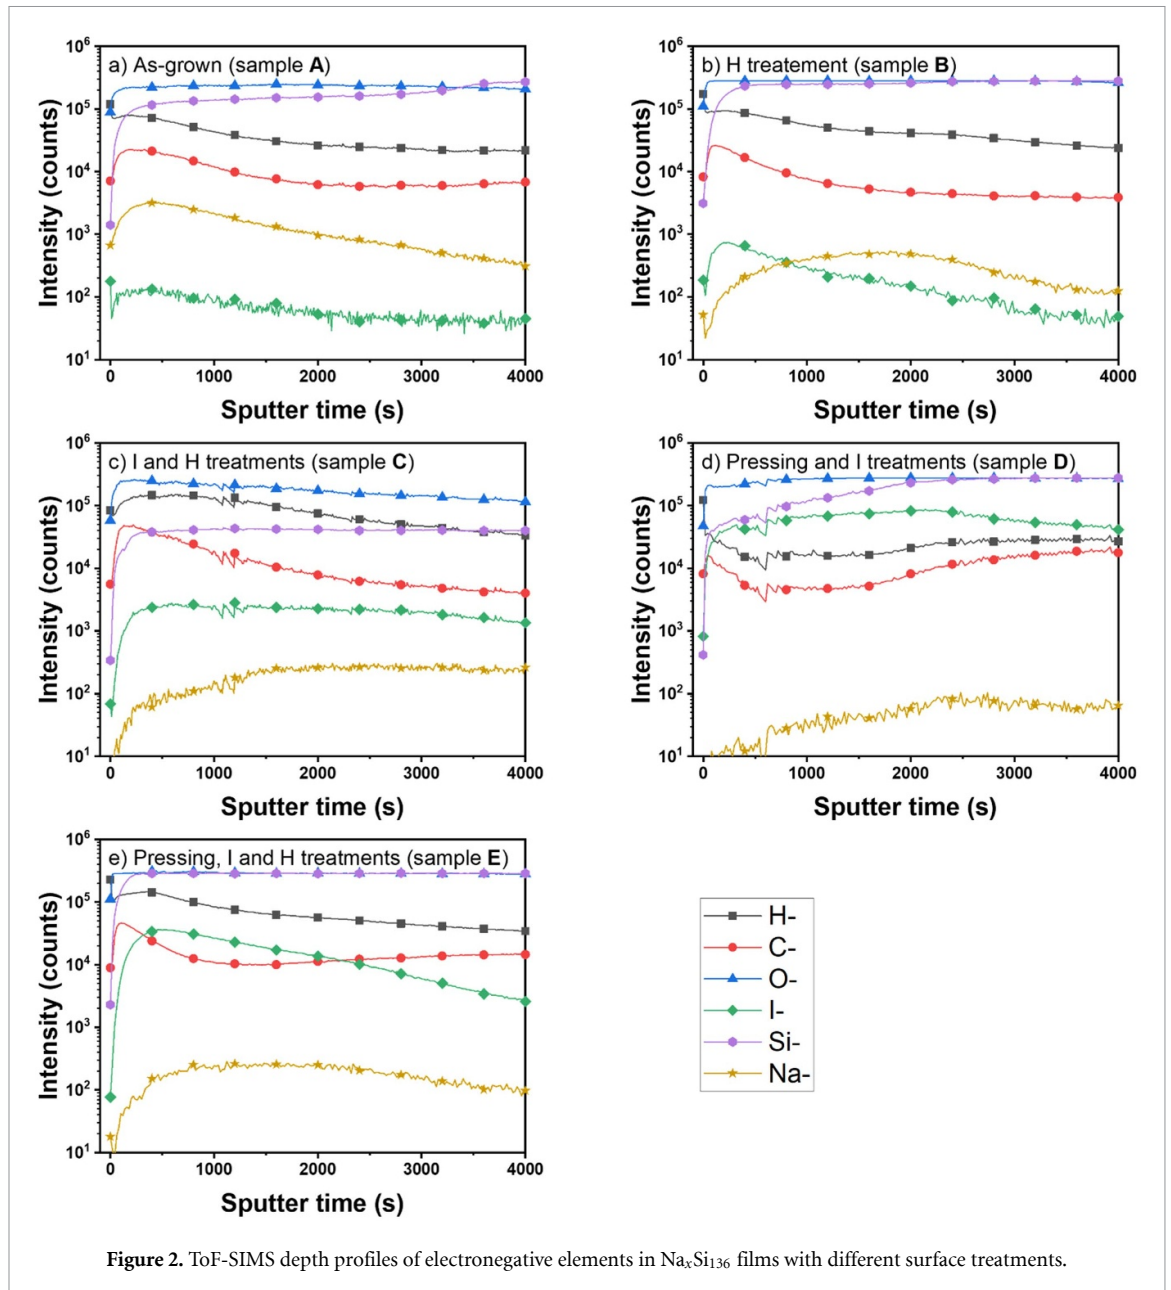 a) As-grown (sample A)
10⁶
10⁵
10⁴
10³
10²
10¹
Intensity (counts)
0 1000 2000 3000 4000
Sputter time (s)
b) H treatement (sample B)
10⁶
10⁵
10⁴
10³
10²
10¹
Intensity (counts)
0 1000 2000 3000 4000
Sputter time (s)
c) I and H treatments (sample C)
10⁶
10⁵
10⁴
10³
10²
10¹
Intensity (counts)
0 1000 2000 3000 4000
Sputter time (s)
d) Pressing and I treatments (sample D)
10⁶
10⁵
10⁴
10³
10²
10¹
Intensity (counts)
0 1000 2000 3000 4000
Sputter time (s)
e) Pressing, I and H treatments (sample E)
10⁶
10⁵
10⁴
10³
10²
10¹
Intensity (counts)
0 1000 2000 3000 4000
Sputter time (s)
H-
C-
O-
I-
Si-
Na-
Figure 2. ToF-SIMS depth profiles of electronegative elements in NaₓSi₁₃₆ films with different surface treatments.